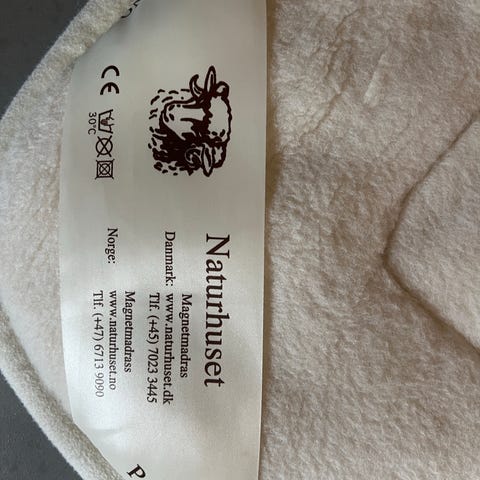 Naturhuset
Magnetmadras
Danmark: www.naturhuset.dk
Tlf. (+45) 7023 3445
Magnetmadrass
Norge: www.naturhuset.no
Tlf. (+47) 6713 9090
CE
30°C